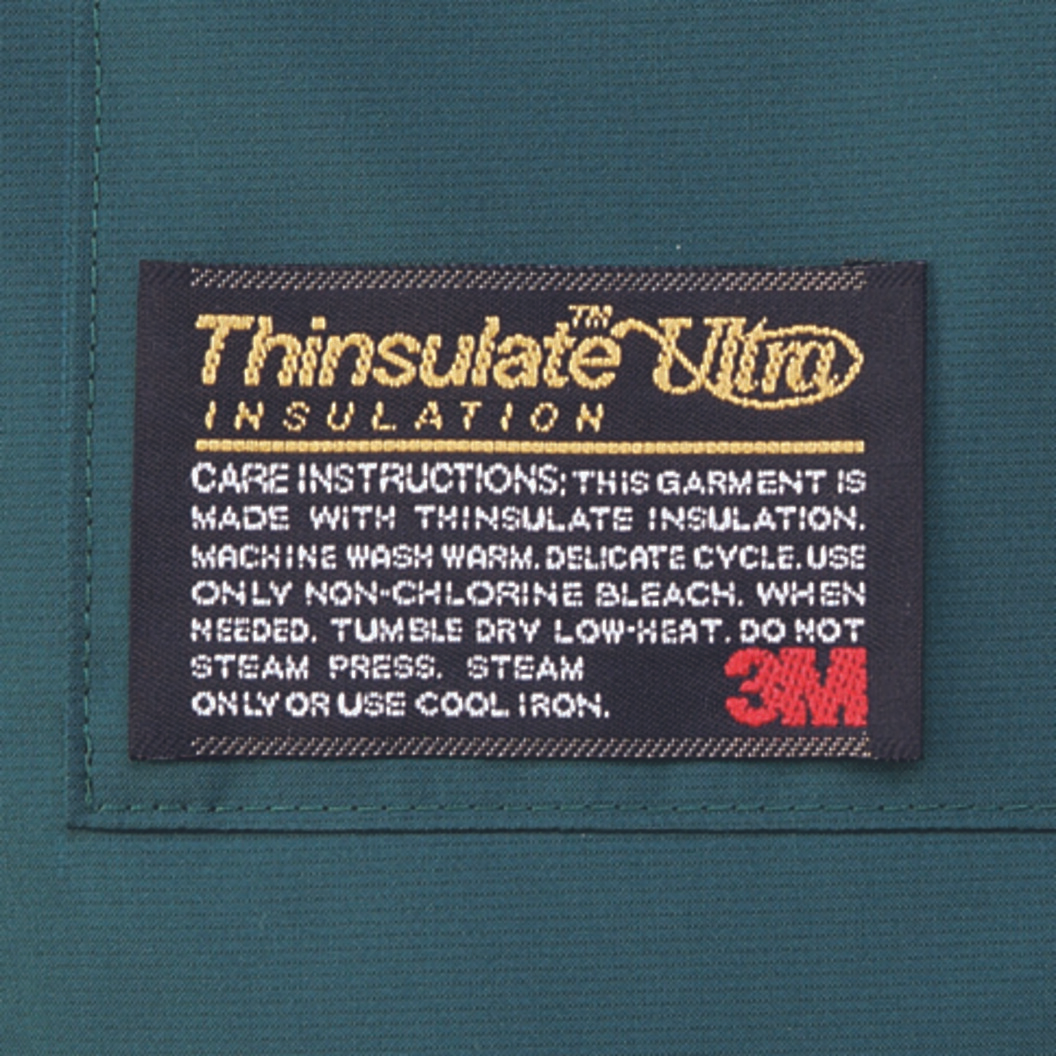 Thinsulate™ Ultra
INSULATION
CARE INSTRUCTIONS: THIS GARMENT IS
MADE WITH THINSULATE INSULATION.
MACHINE WASH WARM. DELICATE CYCLE. USE
ONLY NON-CHLORINE BLEACH. WHEN
NEEDED. TUMBLE DRY LOW-HEAT. DO NOT
STEAM PRESS. STEAM
ONLY OR USE COOL IRON.
3M